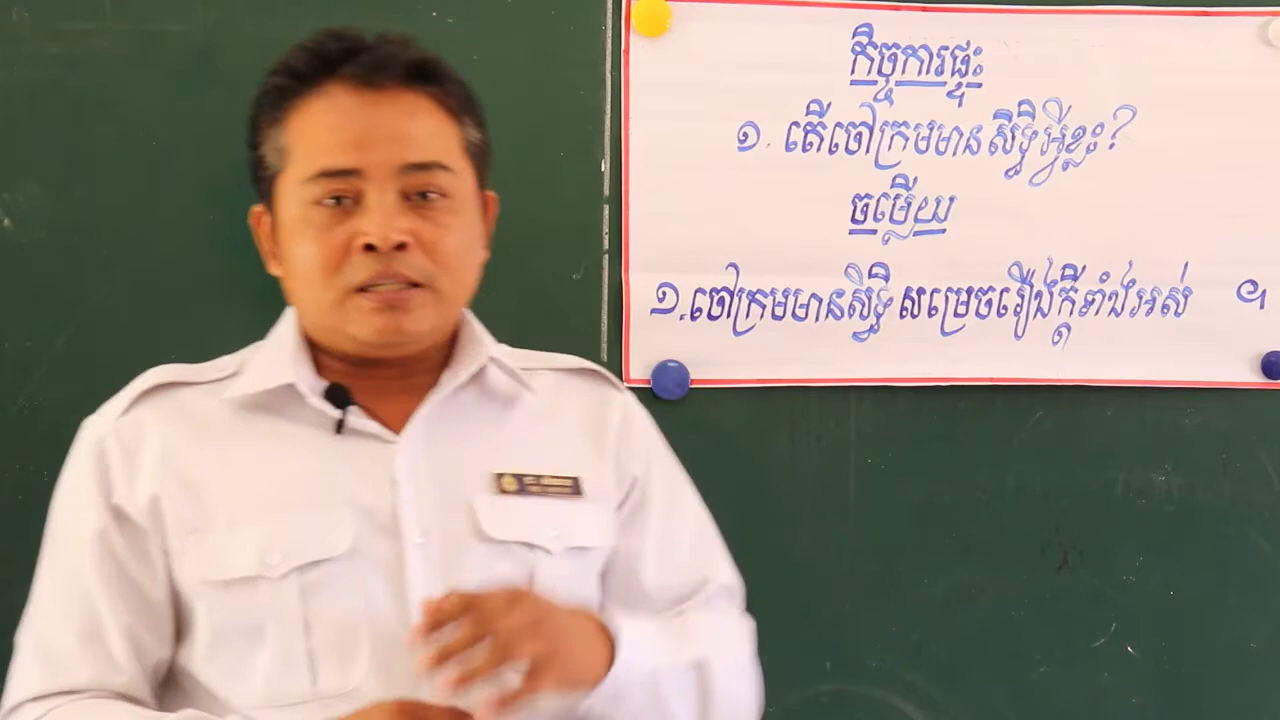 កិច្ចការផ្ទះ
១. តើចៅក្រមមានសិទ្ធិអ្វីខ្លះ?
ចម្លើយ
១.ចៅក្រមមានសិទ្ធិសម្រេចរឿងក្តីទាំងអស់ ។